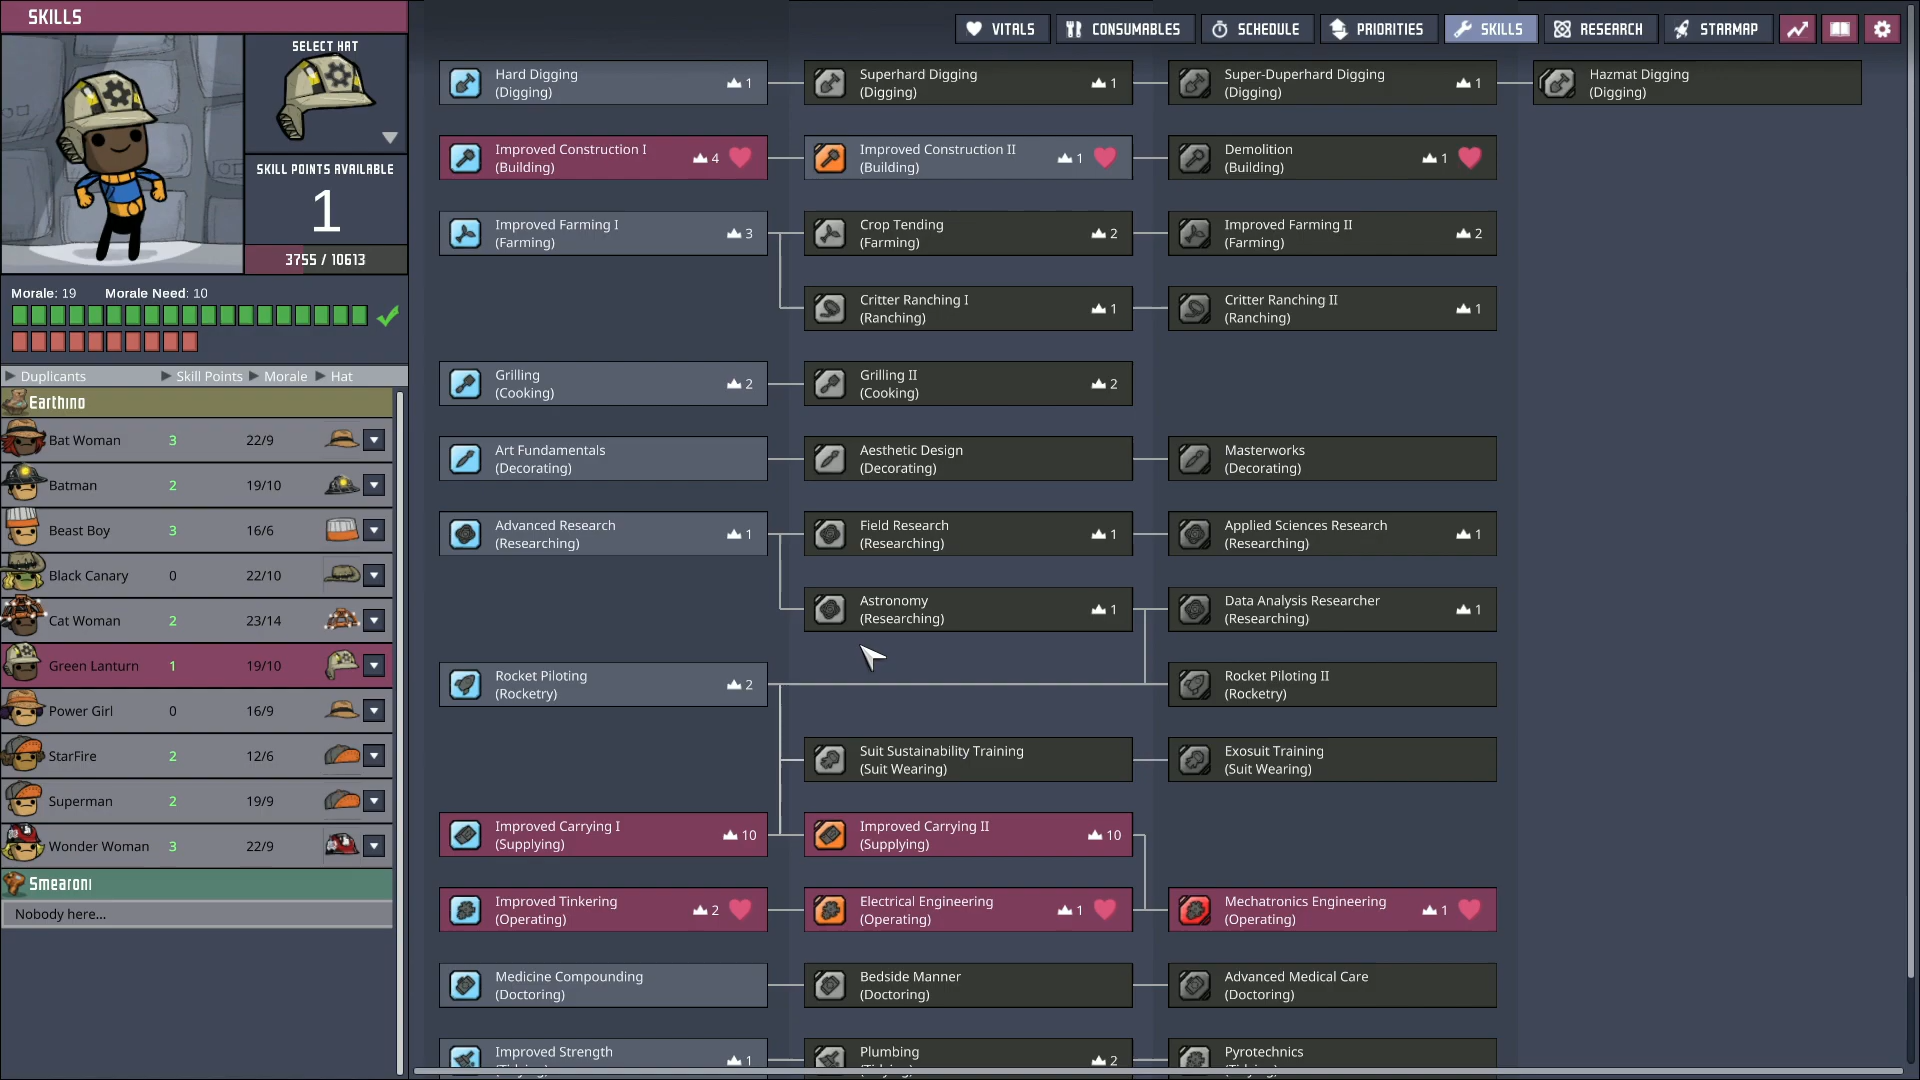 SKILLS
VITALS
CONSUMABLES
SCHEDULE
PRIORITIES
SKILLS
RESEARCH
STARMAP
SELECT HAT
SKILL POINTS AVAILABLE
1
3755 / 10613
Morale: 19 Morale Need: 10
Duplicants Skill Points Morale Hat
Earthino
Bat Woman 3 22/9
Batman 2 19/10
Beast Boy 3 16/6
Black Canary 0 22/10
Cat Woman 2 23/14
Green Lanturn 1 19/10
Power Girl 0 16/9
StarFire 2 12/6
Superman 2 19/9
Wonder Woman 3 22/9
Smearoni
Nobody here...
Hard Digging
(Digging)
1
Superhard Digging
(Digging)
1
Super-Duperhard Digging
(Digging)
1
Hazmat Digging
(Digging)
Improved Construction I
(Building)
4
Improved Construction II
(Building)
1
Demolition
(Building)
1
Improved Farming I
(Farming)
3
Crop Tending
(Farming)
2
Improved Farming II
(Farming)
2
Critter Ranching I
(Ranching)
1
Critter Ranching II
(Ranching)
1
Grilling
(Cooking)
2
Grilling II
(Cooking)
2
Art Fundamentals
(Decorating)
Aesthetic Design
(Decorating)
Masterworks
(Decorating)
Advanced Research
(Researching)
1
Field Research
(Researching)
1
Applied Sciences Research
(Researching)
1
Astronomy
(Researching)
1
Data Analysis Researcher
(Researching)
1
Rocket Piloting
(Rocketry)
2
Rocket Piloting II
(Rocketry)
Suit Sustainability Training
(Suit Wearing)
Exosuit Training
(Suit Wearing)
Improved Carrying I
(Supplying)
10
Improved Carrying II
(Supplying)
10
Improved Tinkering
(Operating)
2
Electrical Engineering
(Operating)
1
Mechatronics Engineering
(Operating)
1
Medicine Compounding
(Doctoring)
Bedside Manner
(Doctoring)
Advanced Medical Care
(Doctoring)
Improved Strength
1
Plumbing
2
Pyrotechnics